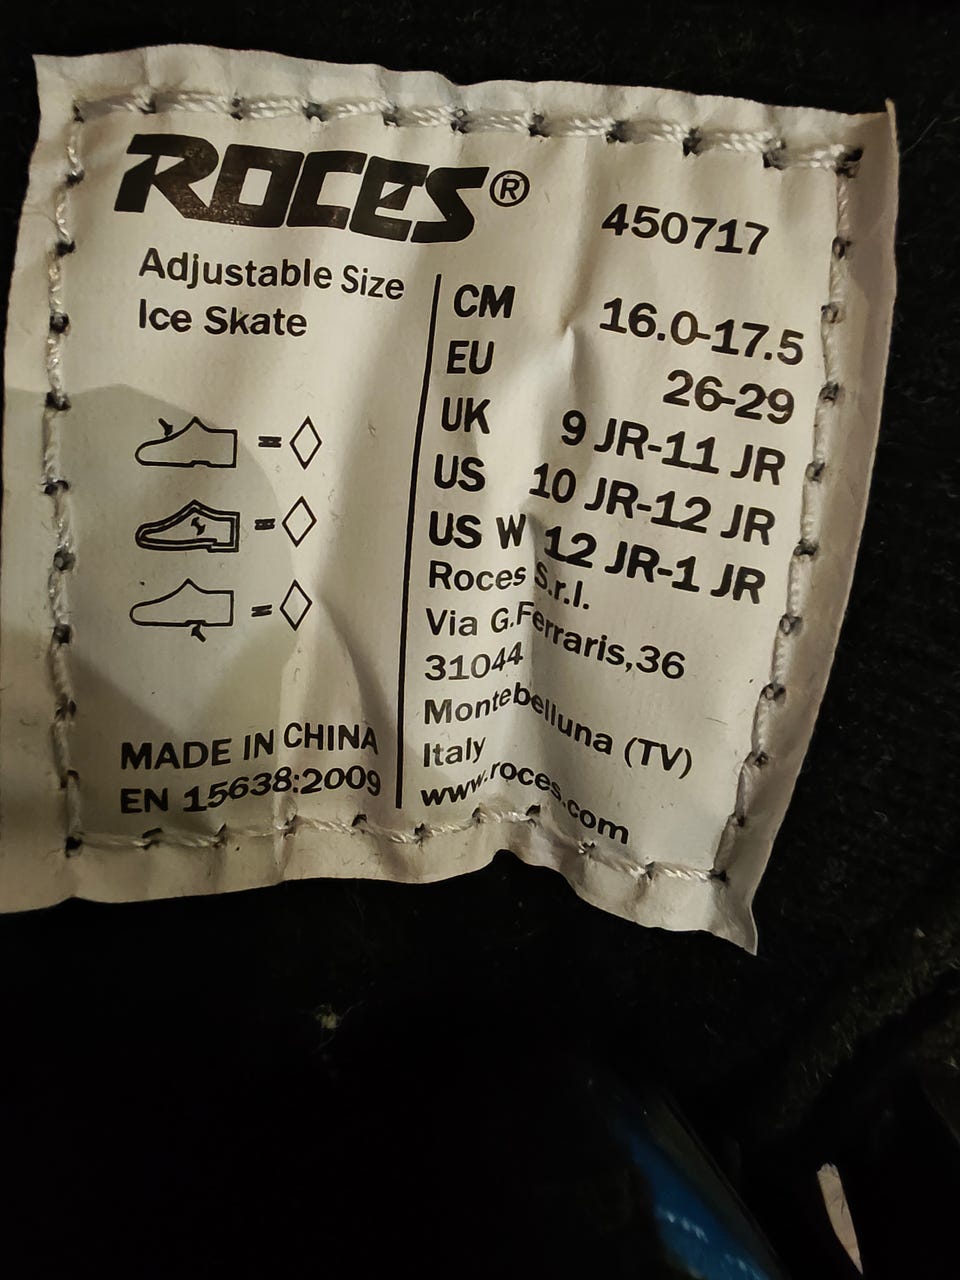 ROCES®
450717
Adjustable Size
Ice Skate
CM 16.0-17.5
EU 26-29
UK 9 JR-11 JR
US 10 JR-12 JR
US W 12 JR-1 JR
=
=
=
Roces S.r.l.
Via G.Ferraris,36
31044
Montebelluna (TV)
Italy
www.roces.com
MADE IN CHINA
EN 15638:2009